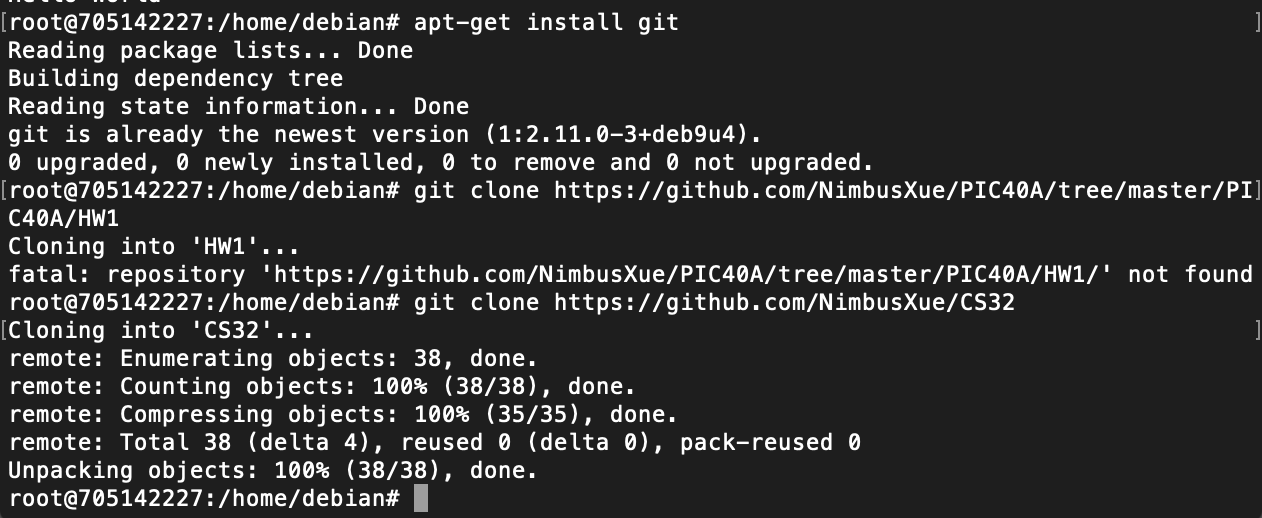 [root@705142227:/home/debian# apt-get install git ]
Reading package lists... Done
Building dependency tree
Reading state information... Done
git is already the newest version (1:2.11.0-3+deb9u4).
0 upgraded, 0 newly installed, 0 to remove and 0 not upgraded.
[root@705142227:/home/debian# git clone https://github.com/NimbusXue/PIC40A/tree/master/PI]
C40A/HW1
Cloning into 'HW1'...
fatal: repository 'https://github.com/NimbusXue/PIC40A/tree/master/PIC40A/HW1/' not found
root@705142227:/home/debian# git clone https://github.com/NimbusXue/CS32
[Cloning into 'CS32'... ]
remote: Enumerating objects: 38, done.
remote: Counting objects: 100% (38/38), done.
remote: Compressing objects: 100% (35/35), done.
remote: Total 38 (delta 4), reused 0 (delta 0), pack-reused 0
Unpacking objects: 100% (38/38), done.
root@705142227:/home/debian#